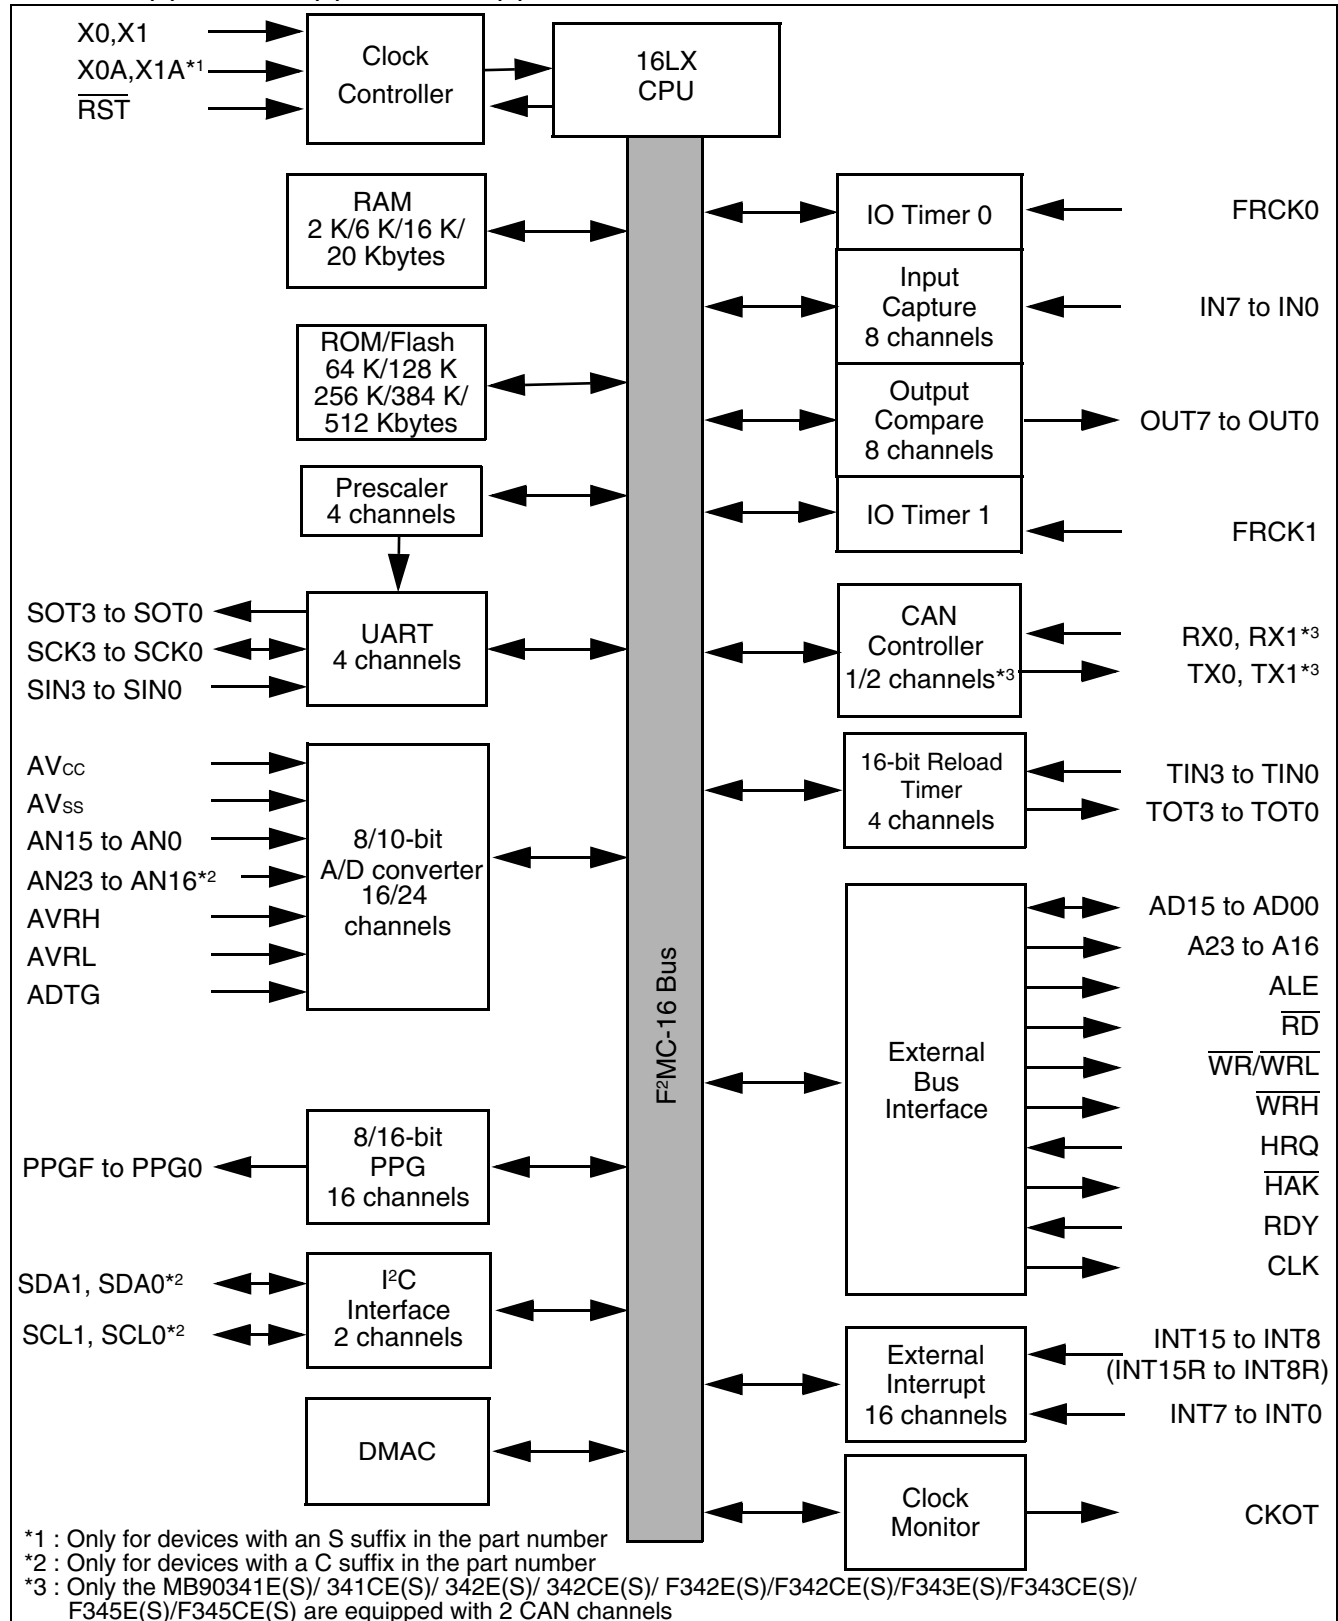 X0,X1
X0A,X1A*1
RST
Clock
Controller
16LX
CPU
RAM
2 K/6 K/16 K/
20 Kbytes
ROM/Flash
64 K/128 K
256 K/384 K/
512 Kbytes
Prescaler
4 channels
SOT3 to SOT0
SCK3 to SCK0
SIN3 to SIN0
UART
4 channels
AVcc
AVss
AN15 to AN0
AN23 to AN16*2
AVRH
AVRL
ADTG
8/10-bit
A/D converter
16/24
channels
PPGF to PPG0
8/16-bit
PPG
16 channels
SDA1, SDA0*2
SCL1, SCL0*2
I²C
Interface
2 channels
DMAC
F²MC-16 Bus
IO Timer 0
FRCK0
Input
Capture
8 channels
IN7 to IN0
Output
Compare
8 channels
OUT7 to OUT0
IO Timer 1
FRCK1
CAN
Controller
1/2 channels*3
RX0, RX1*3
TX0, TX1*3
16-bit Reload
Timer
4 channels
TIN3 to TIN0
TOT3 to TOT0
External
Bus
Interface
AD15 to AD00
A23 to A16
ALE
RD
WR/WRL
WRH
HRQ
HAK
RDY
CLK
External
Interrupt
16 channels
INT15 to INT8
(INT15R to INT8R)
INT7 to INT0
Clock
Monitor
CKOT
*1 : Only for devices with an S suffix in the part number
*2 : Only for devices with a C suffix in the part number
*3 : Only the MB90341E(S)/ 341CE(S)/ 342E(S)/ 342CE(S)/ F342E(S)/F342CE(S)/F343E(S)/F343CE(S)/
F345E(S)/F345CE(S) are equipped with 2 CAN channels